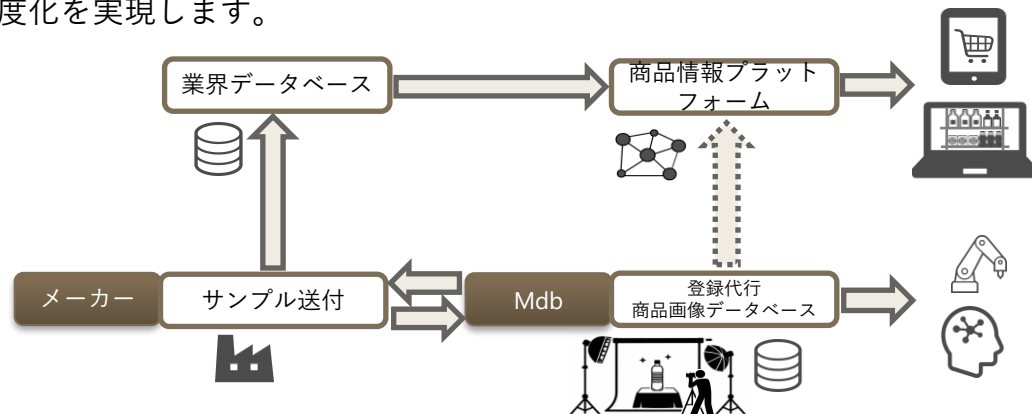 度化を実現します。
業界データベース
商品情報プラット
フォーム
メーカー
サンプル送付
Mdb
登録代行
商品画像データベース